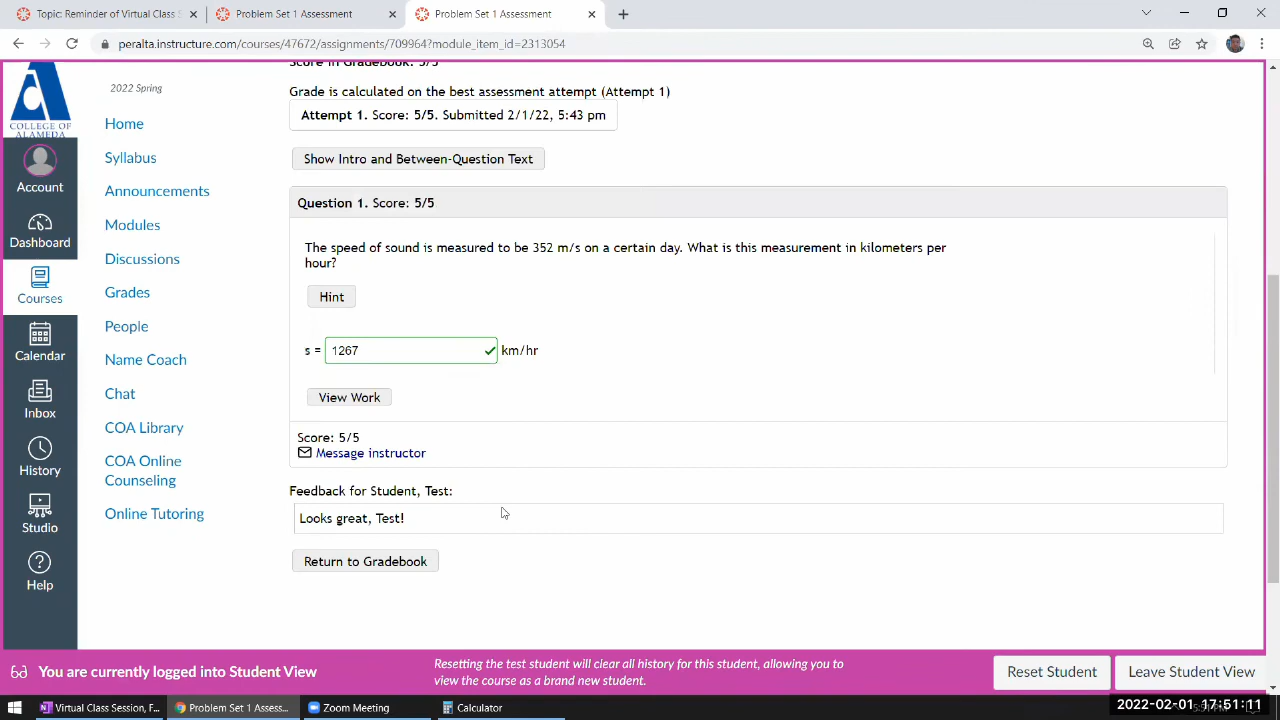 Topic: Reminder of Virtual Class S
Problem Set 1 Assessment
Problem Set 1 Assessment
peralta.instructure.com/courses/47672/assignments/709964?module_item_id=2313054
COLLEGE OF
ALAMEDA
Account
Dashboard
Courses
Calendar
Inbox
History
Studio
Help
2022 Spring
Home
Syllabus
Announcements
Modules
Discussions
Grades
People
Name Coach
Chat
COA Library
COA Online
Counseling
Online Tutoring
Score in Gradebook: 5/5
Grade is calculated on the best assessment attempt (Attempt 1)
Attempt 1. Score: 5/5. Submitted 2/1/22, 5:43 pm
Show Intro and Between-Question Text
Question 1. Score: 5/5
The speed of sound is measured to be 352 m/s on a certain day. What is this measurement in kilometers per
hour?
Hint
s = 1267 km/hr
View Work
Score: 5/5
Message instructor
Feedback for Student, Test:
Looks great, Test!
Return to Gradebook
You are currently logged into Student View
Resetting the test student will clear all history for this student, allowing you to
view the course as a brand new student.
Reset Student
Leave Student View
Virtual Class Session, F...
Problem Set 1 Assess...
Zoom Meeting
Calculator
2022-02-01 17:51:11